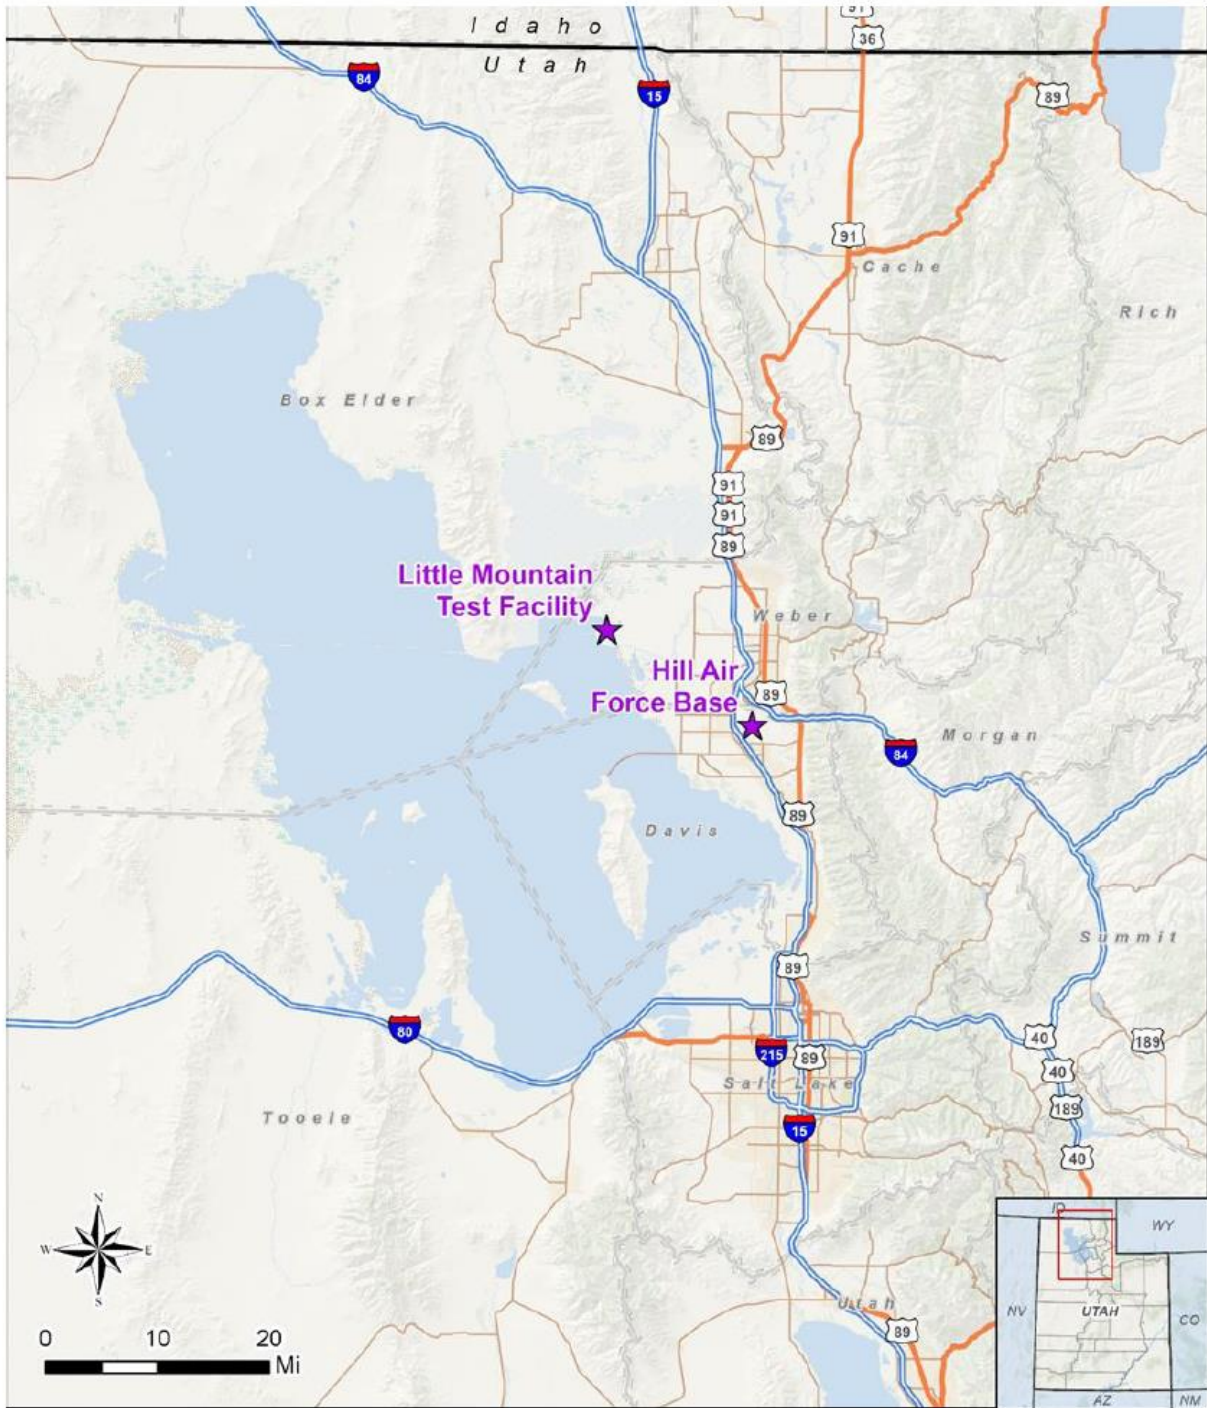 Idaho
Utah
91
36
84
15
89
91
Cache
Rich
Box Elder
89
91
91
89
Little Mountain
Test Facility
Weber
Hill Air
Force Base
89
Morgan
84
89
Davis
Summit
89
80
40
189
215
89
40
Salt Lake
189
Tooele
15
40
N
W
E
S
ID
WY
NV
UTAH
CO
AZ
NM
Utah
89
0
10
20
Mi